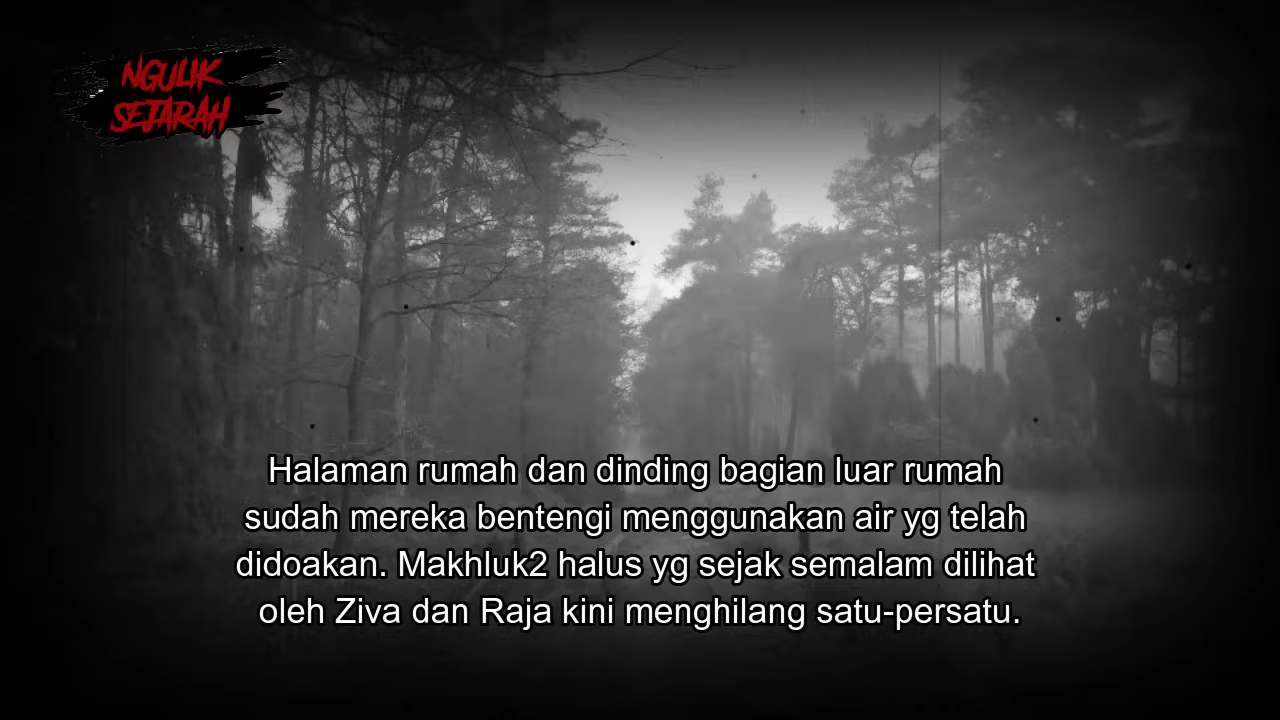 NGULIK
SEJARAH
Halaman rumah dan dinding bagian luar rumah
sudah mereka bentengi menggunakan air yg telah
didoakan. Makhluk2 halus yg sejak semalam dilihat
oleh Ziva dan Raja kini menghilang satu-persatu.